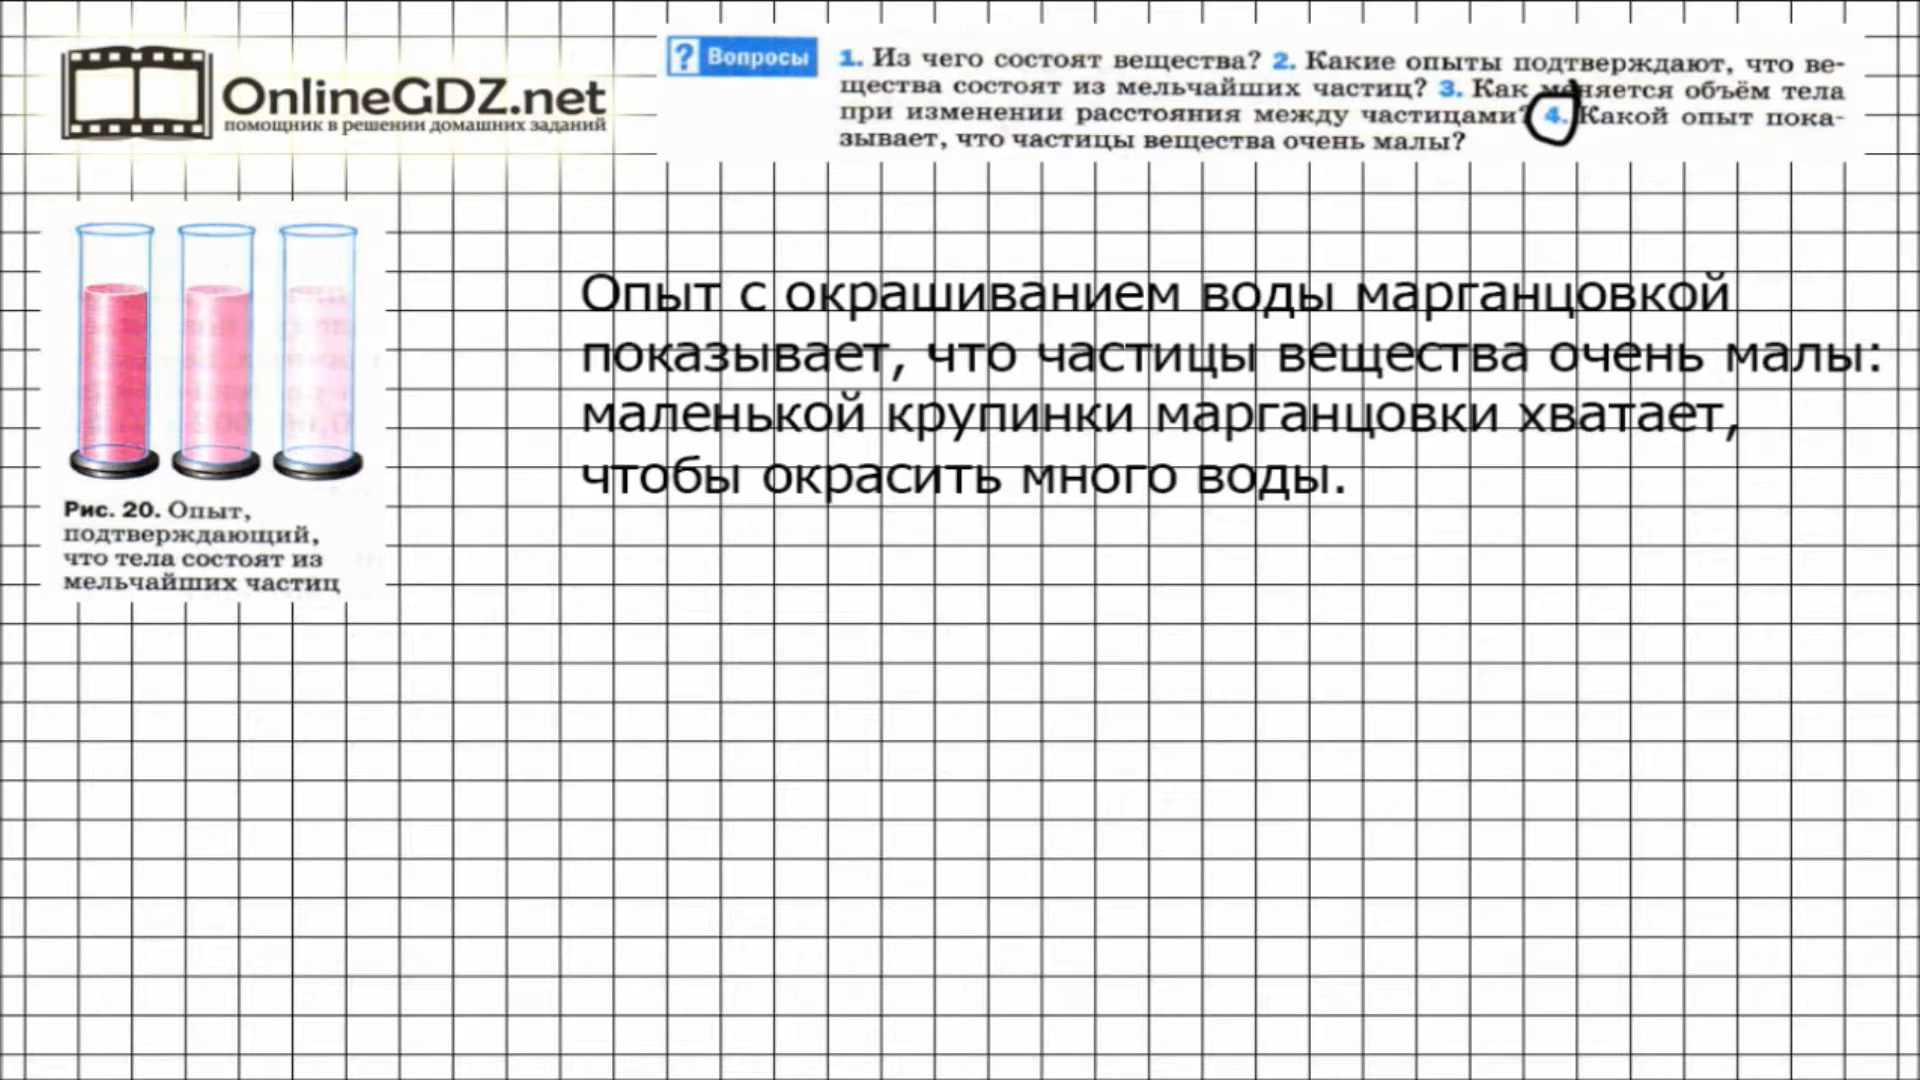 OnlineGDZ.net
помощник в решении домашних заданий
? Вопросы
1. Из чего состоят вещества? 2. Какие опыты подтверждают, что ве-
щества состоят из мельчайших частиц? 3. Как меняется объём тела
при изменении расстояния между частицами? 4. Какой опыт пока-
зывает, что частицы вещества очень малы?
Опыт с окрашиванием воды марганцовкой
показывает, что частицы вещества очень малы:
маленькой крупинки марганцовки хватает,
чтобы окрасить много воды.
Рис. 20. Опыт,
подтверждающий,
что тела состоят из
мельчайших частиц